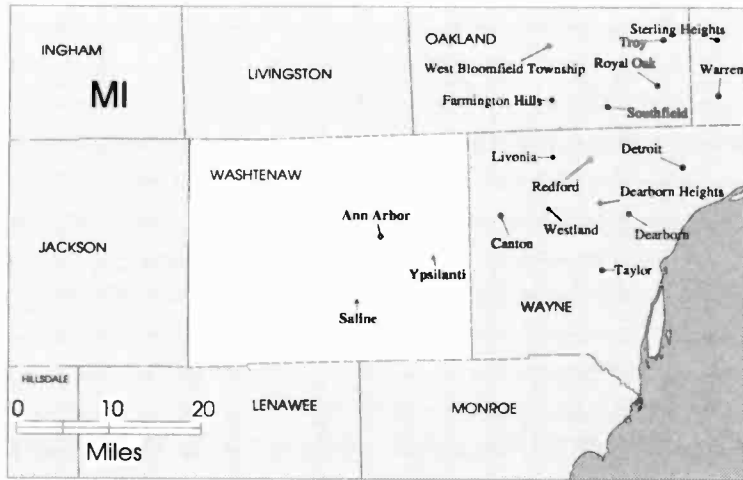 INGHAM
MI
LIVINGSTON
OAKLAND
Sterling Heights
Troy
West Bloomfield Township
Royal Oak
Warren
Farmington Hills
Southfield
WASHTENAW
Livonia
Detroit
Redford
Dearborn Heights
Ann Arbor
Westland
Dearborn
Canton
JACKSON
Ypsilanti
Taylor
WAYNE
Saline
HILLSDALE
0 10 20
Miles
LENAWEE
MONROE